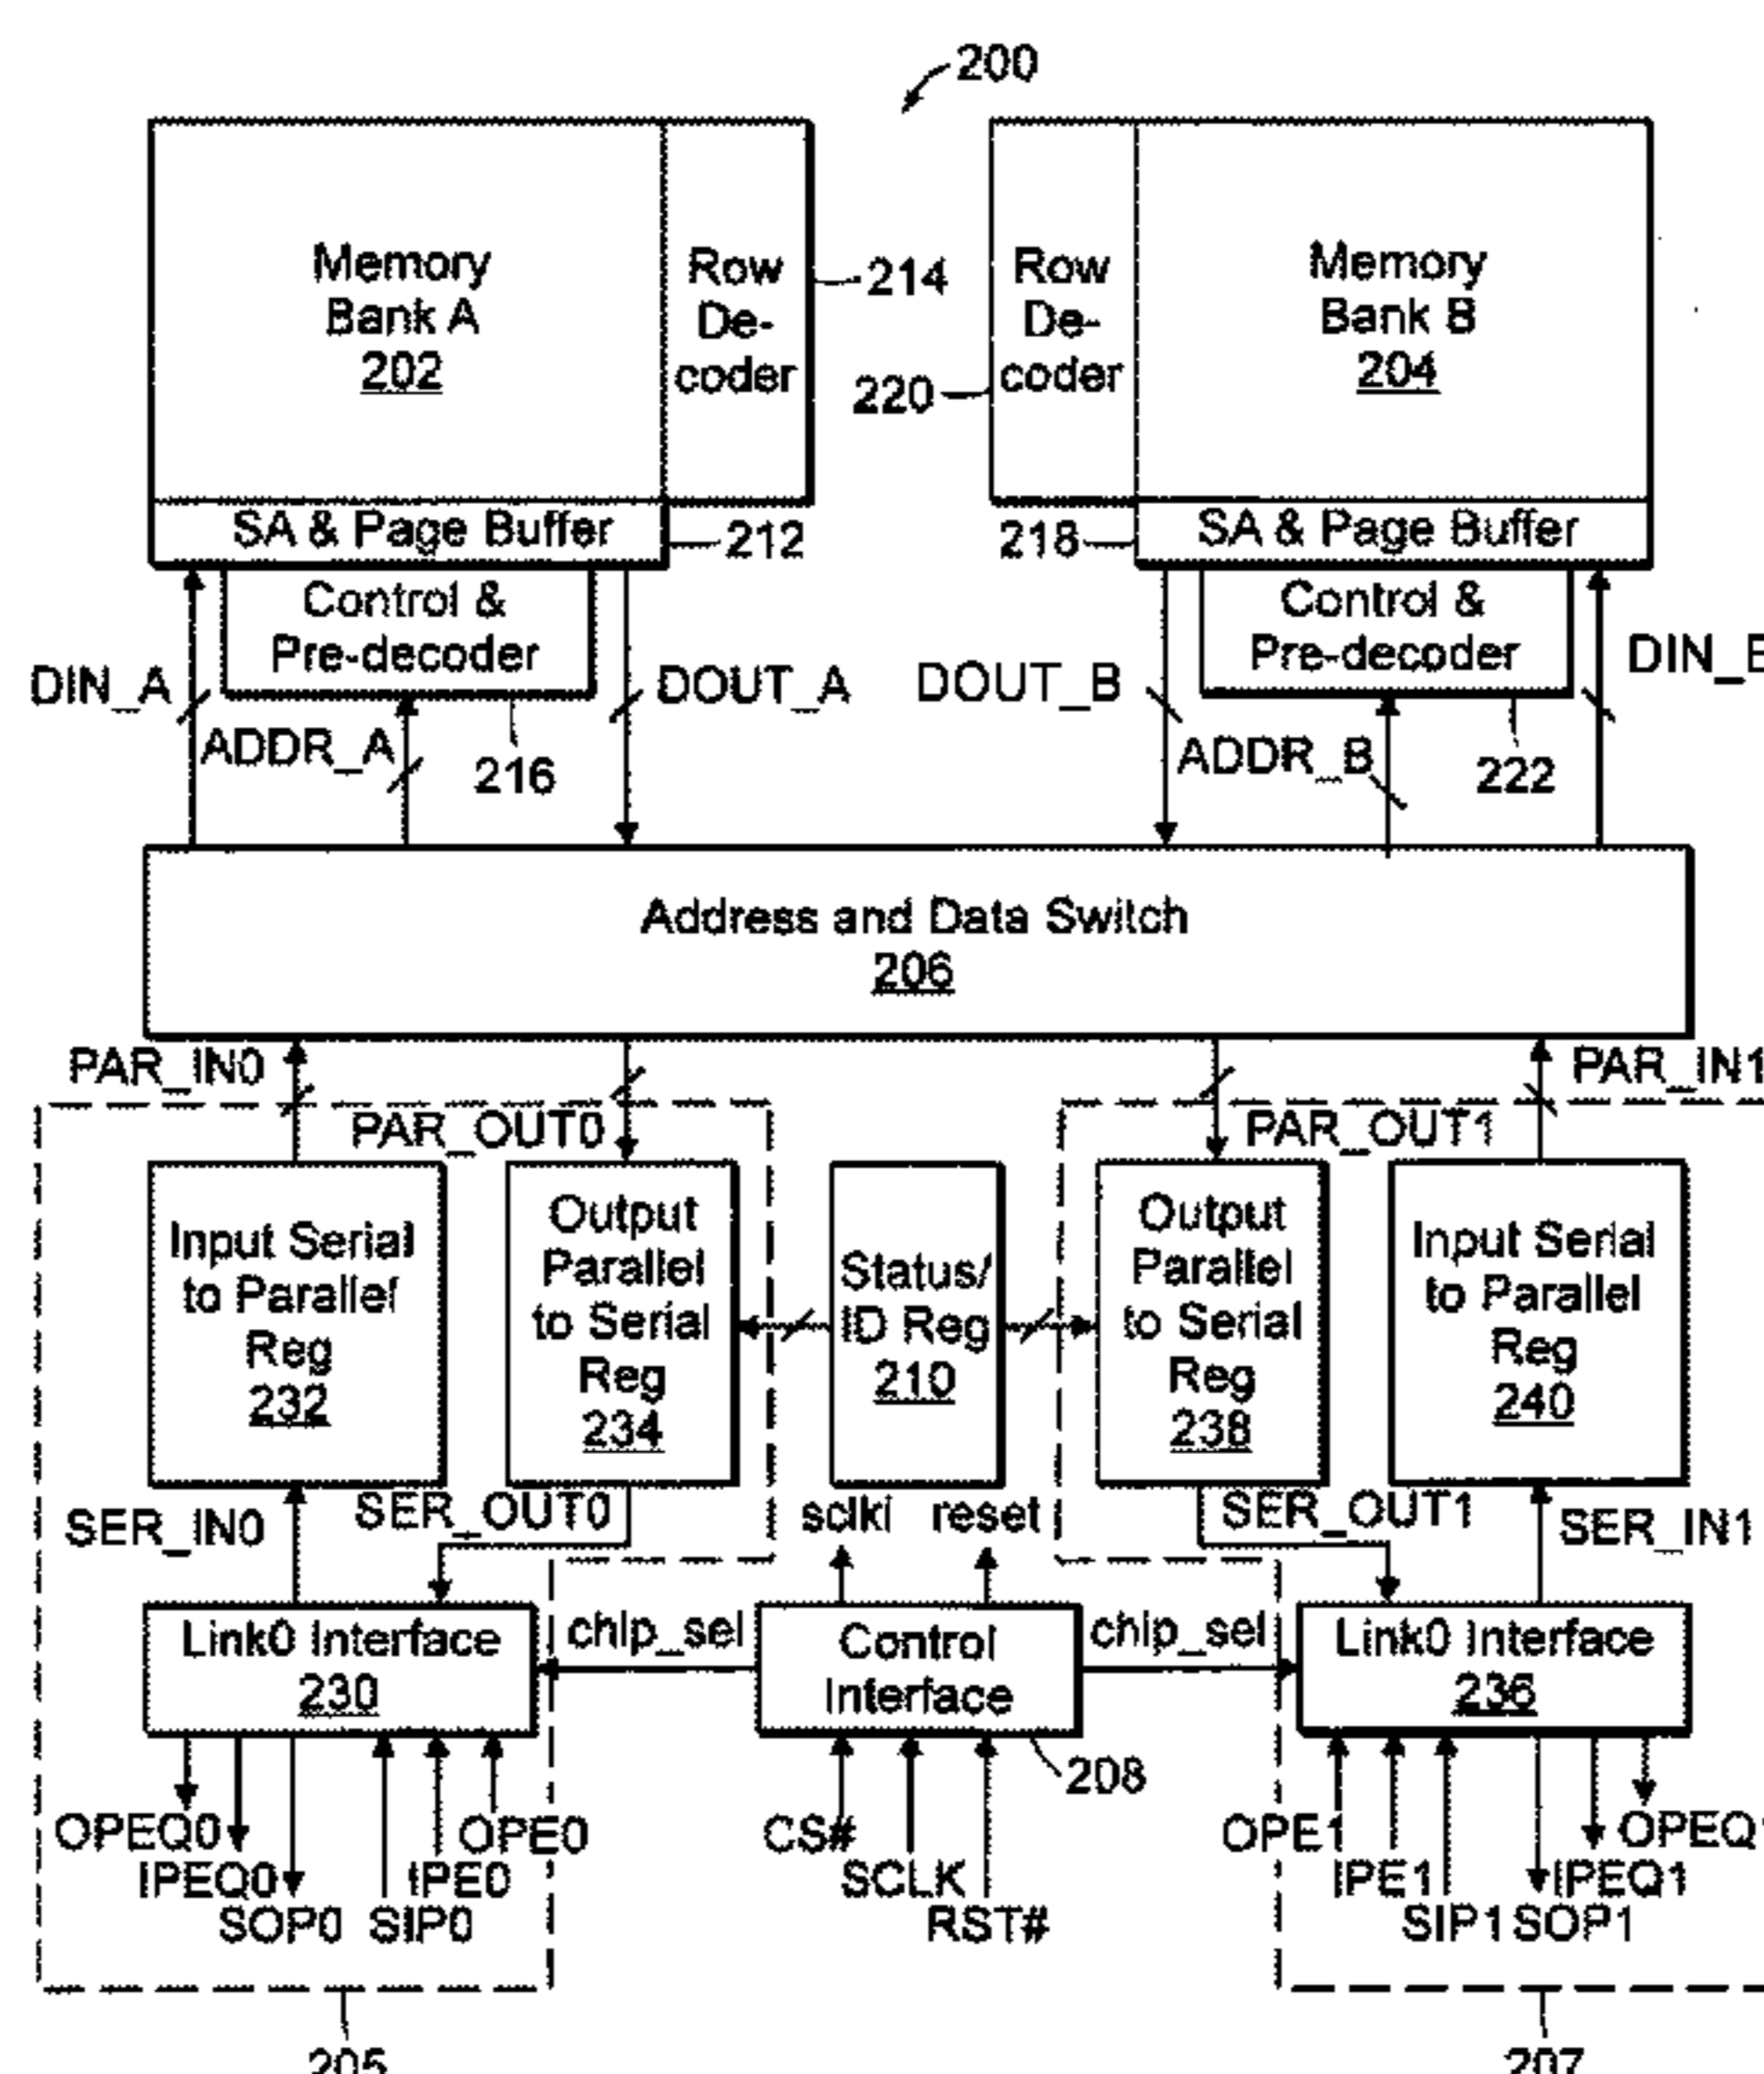 200
Memory
Bank A
202
Row
De-
coder
214
220
Row
De-
coder
Memory
Bank B
204
SA & Page Buffer
212
218
SA & Page Buffer
Control &
Pre-decoder
Control &
Pre-decoder
DIN_A
ADDR_A
216
DOUT_A
DOUT_B
ADDR_B
222
DIN_B
Address and Data Switch
206
PAR_IN0
PAR_OUT0
PAR_OUT1
PAR_IN1
Input Serial
to Parallel
Reg
232
Output
Parallel
to Serial
Reg
234
Status/
ID Reg
210
Output
Parallel
to Serial
Reg
238
Input Serial
to Parallel
Reg
240
SER_IN0
SER_OUT0
sclki
reset
SER_OUT1
SER_IN1
Link0 Interface
230
chip_sel
Control
Interface
chip_sel
Link0 Interface
236
208
OPEQ0
IPEQ0
SOP0
SIP0
IPE0
OPE0
CS#
SCLK
RST#
OPE1
IPE1
SIP1
SOP1
IPEQ1
OPEQ1
205
207